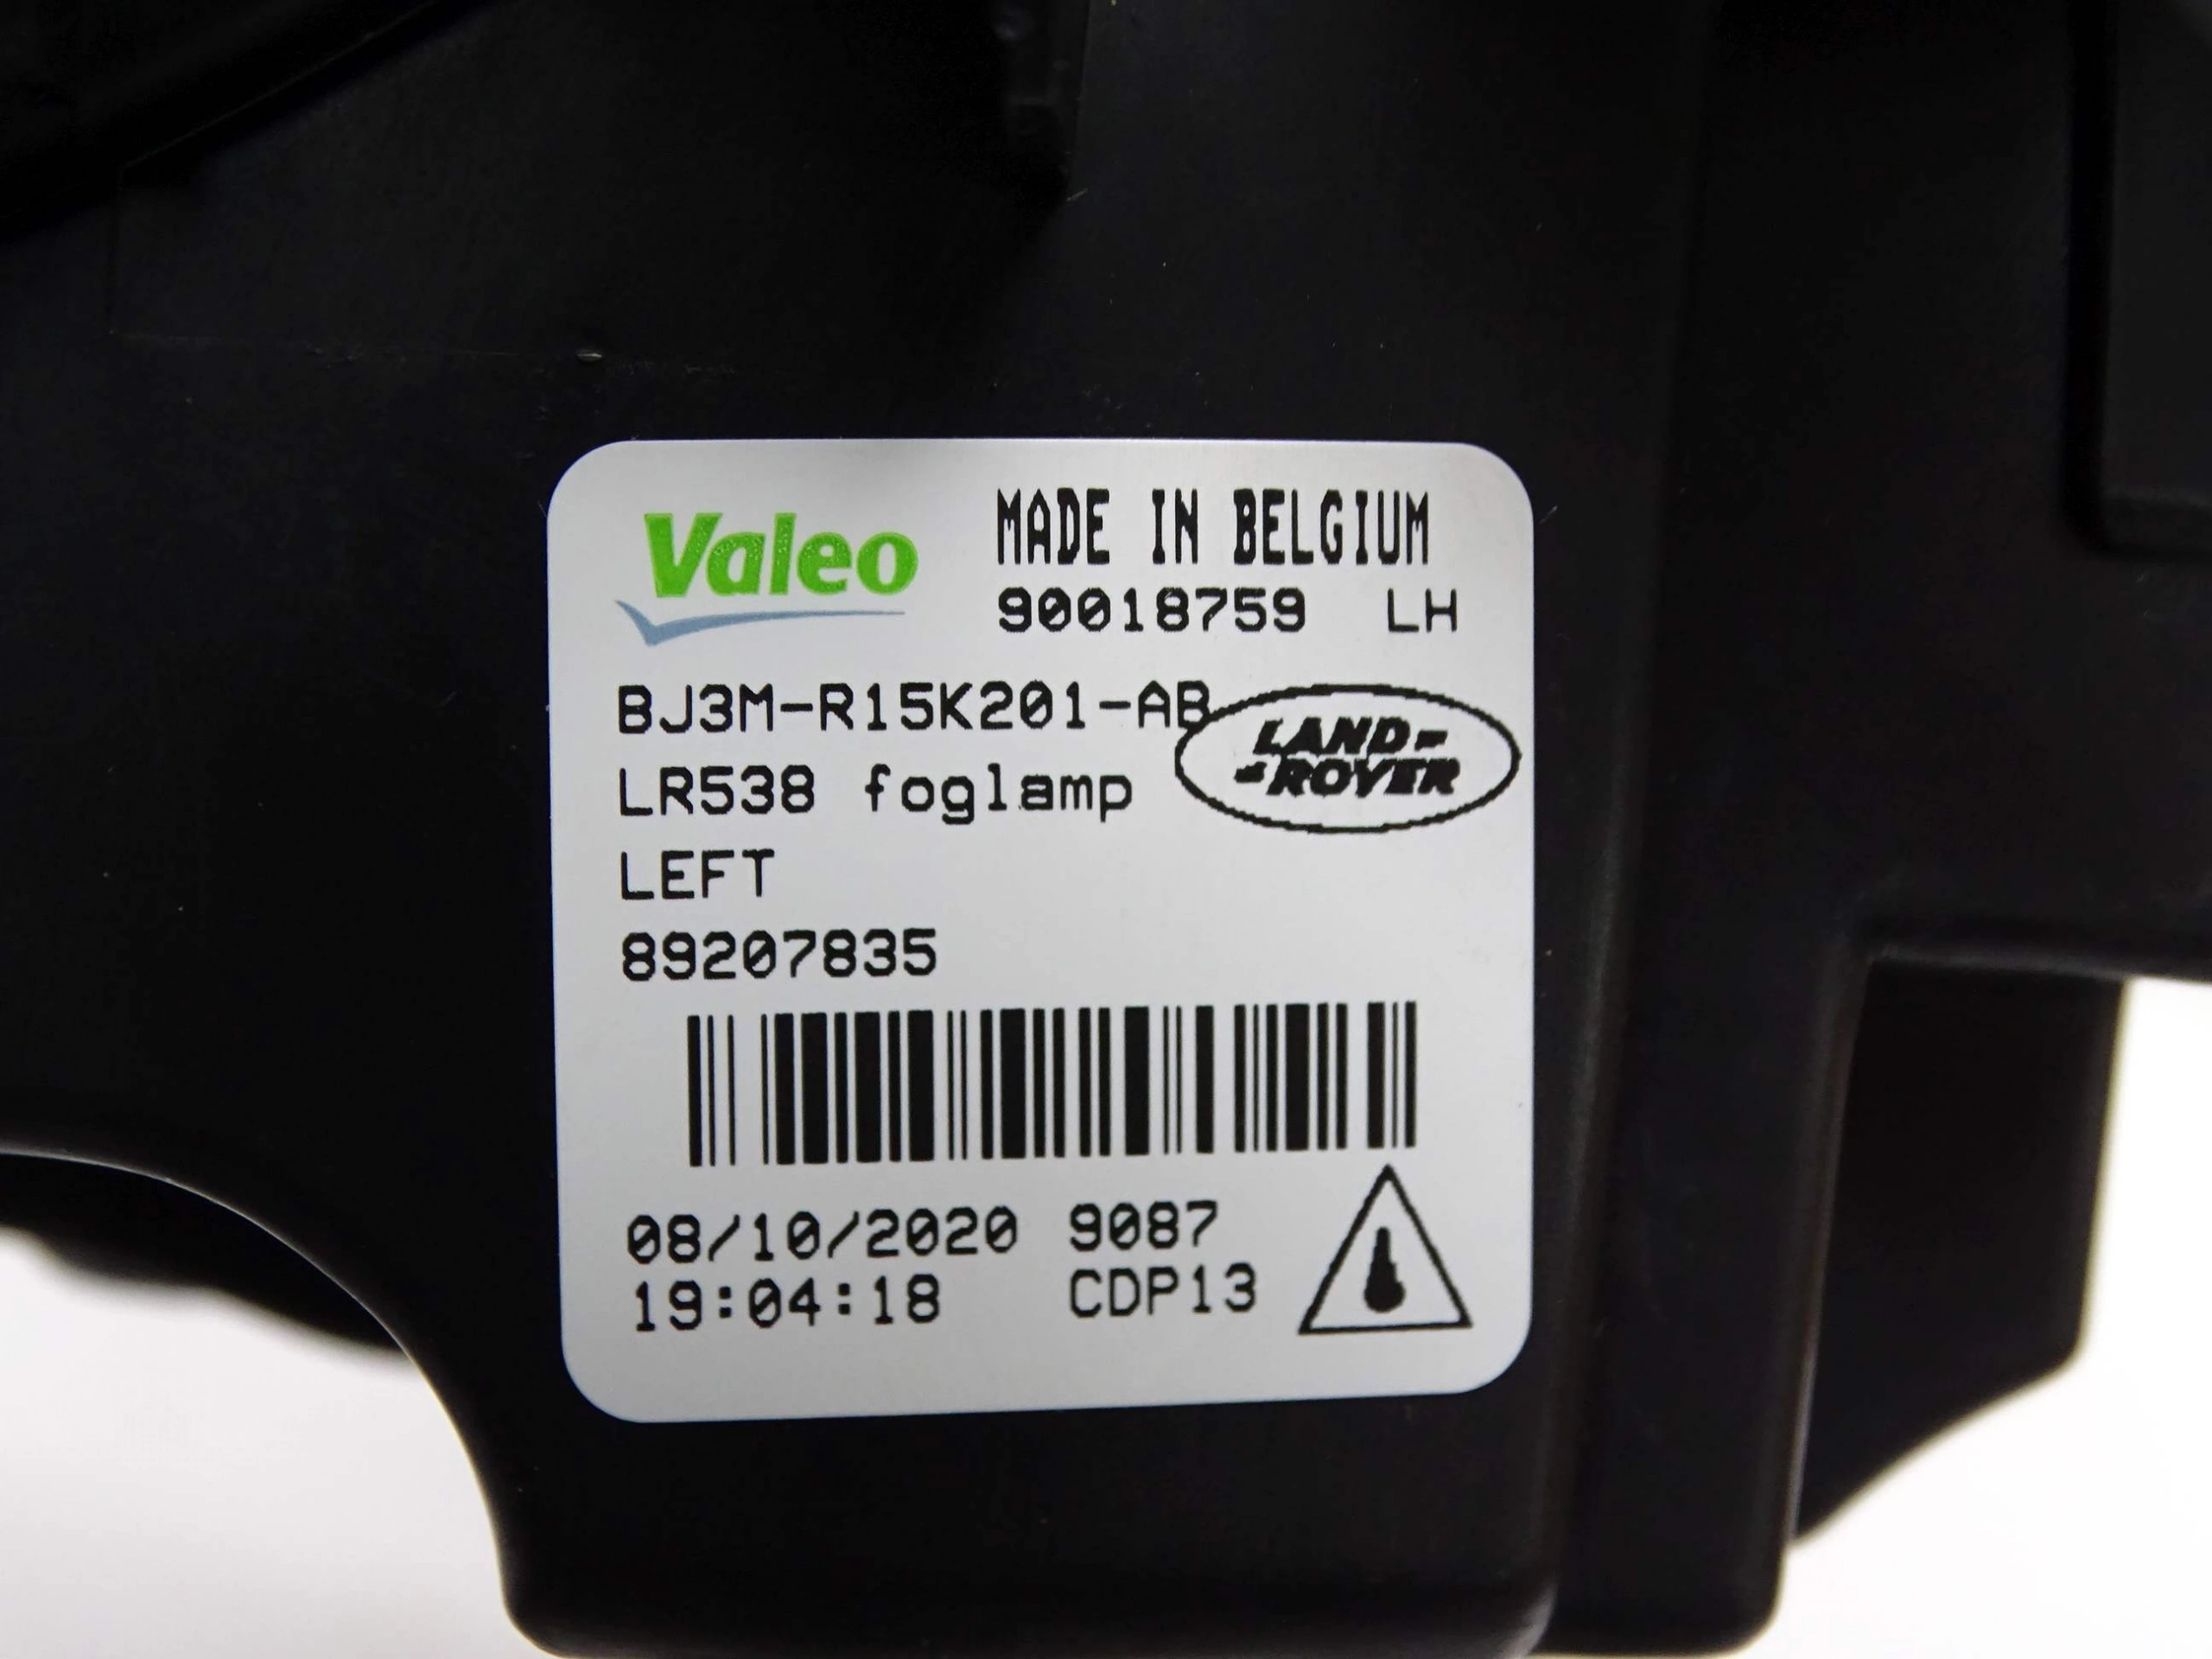 Valeo
MADE IN BELGIUM
90018759 LH
BJ3M-R15K201-AB
LAND-
-ROVER
LR538 foglamp
LEFT
89207835
08/10/2020 9087
19:04:18 CDP13